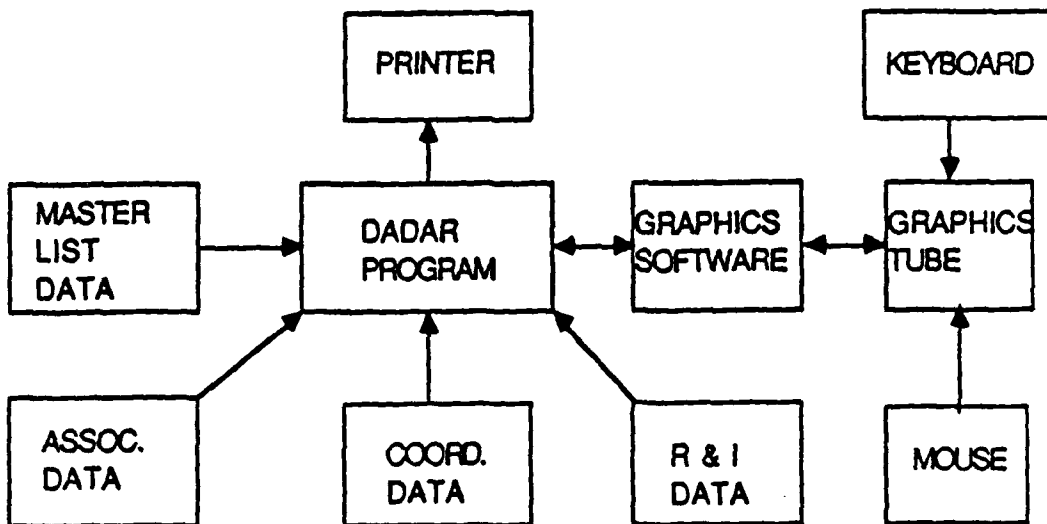 PRINTER
KEYBOARD
MASTER
LIST
DATA
DADAR
PROGRAM
GRAPHICS
SOFTWARE
GRAPHICS
TUBE
ASSOC.
DATA
COORD.
DATA
R & I
DATA
MOUSE